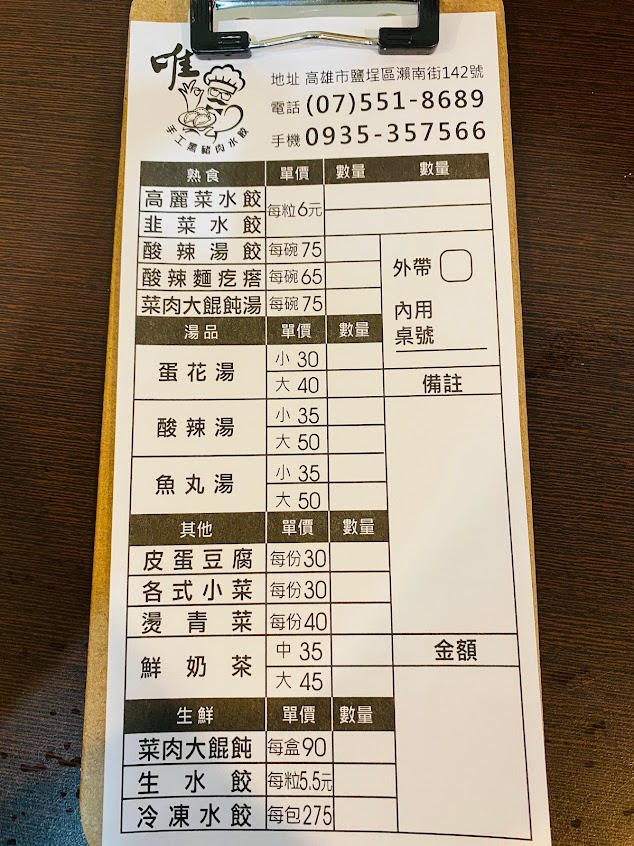 唯
手工黑豬肉水餃
地址 高雄市鹽埕區瀨南街142號
電話 (07)551-8689
手機 0935-357566
熟食 單價 數量 數量
高麗菜水餃 每粒6元
韭菜水餃
酸辣湯餃 每碗75
酸辣麵疙瘩 每碗65
菜肉大餛飩湯 每碗75
外帶
內用
桌號
湯品 單價 數量
蛋花湯 小 30
大 40
備註
酸辣湯 小 35
大 50
魚丸湯 小 35
大 50
其他 單價 數量
皮蛋豆腐 每份30
各式小菜 每份30
燙青菜 每份40
鮮奶茶 中 35
大 45
金額
生鮮 單價 數量
菜肉大餛飩 每盒90
生水餃 每粒5.5元
冷凍水餃 每包275